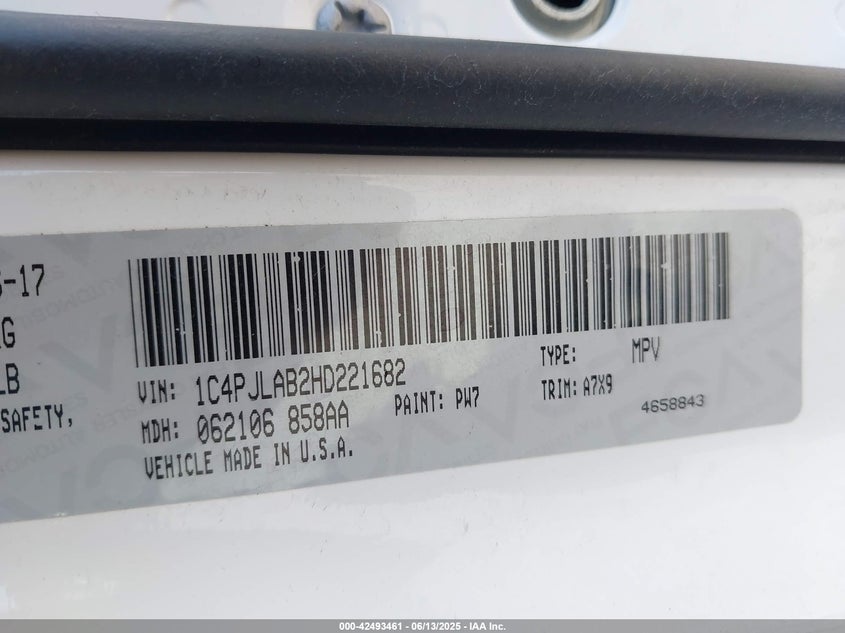 -17
G
LB
SAFETY,
VIN: 1C4PJLAB2HD221682
MDH: 062106 858AA
VEHICLE MADE IN U.S.A.
PAINT: PW7
TYPE: MPV
TRIM: A7X9
4658843
000-42493461 - 06/13/2025 - IAA Inc.